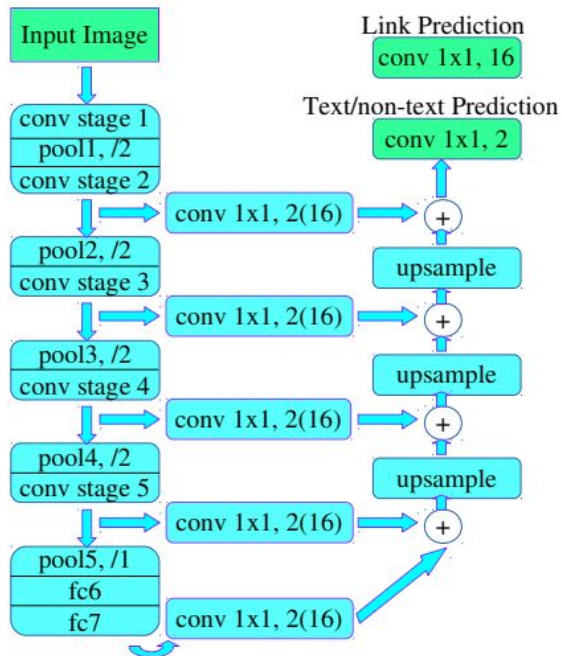 Input Image
conv stage 1
pool1, /2
conv stage 2
pool2, /2
conv stage 3
pool3, /2
conv stage 4
pool4, /2
conv stage 5
pool5, /1
fc6
fc7
conv 1x1, 2(16)
conv 1x1, 2(16)
conv 1x1, 2(16)
conv 1x1, 2(16)
conv 1x1, 2(16)
Link Prediction
conv 1x1, 16
Text/non-text Prediction
conv 1x1, 2
+
upsample
+
upsample
+
upsample
+